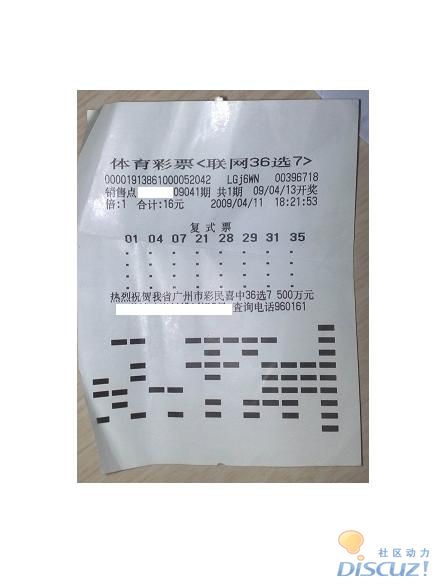 体育彩票<联网36选7>
00001913861000052042 LGj6WN 00396718
销售点 09041期 共1期 09/04/13开奖
倍:1 合计:16元 2009/04/11 18:21:53
复式票
01 04 07 21 28 29 31 35
热烈祝贺我省广州市彩民喜中36选7 500万元
查询电话960161
社区动力
DISCUZ!